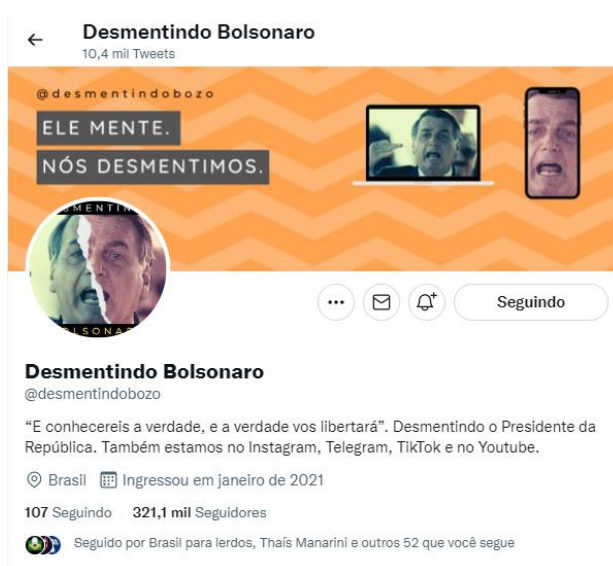 Desmentindo Bolsonaro
10,4 mil Tweets
@desmentindobozo
ELE MENTE.
NÓS DESMENTIMOS.
MENTIN
OLSONAR
Seguindo
Desmentindo Bolsonaro
@desmentindobozo
“E conhecereis a verdade, e a verdade vos libertará”. Desmentindo o Presidente da
República. Também estamos no Instagram, Telegram, TikTok e no Youtube.
Brasil Ingressou em janeiro de 2021
107 Seguindo 321,1 mil Seguidores
Seguido por Brasil para lerdos, Thaís Manarini e outros 52 que você segue